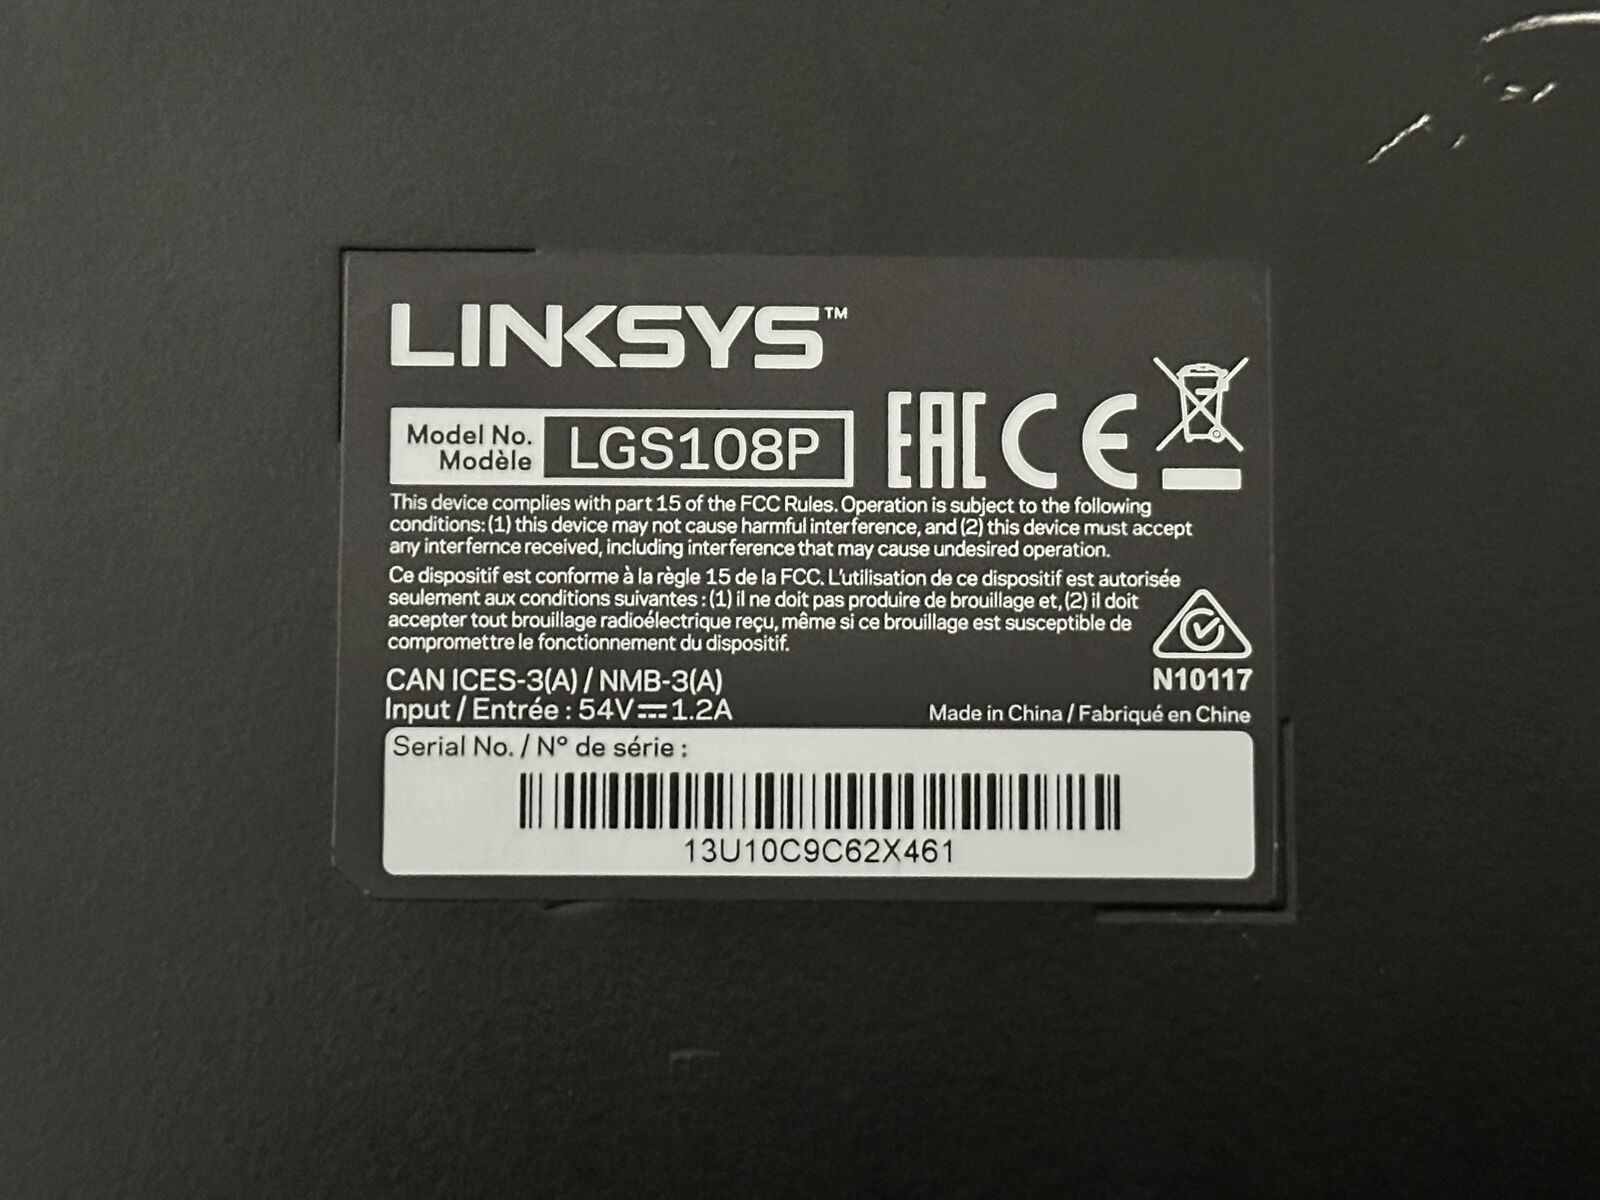 LINKSYS™
Model No.
Modèle
LGS108P
EAC CE
This device complies with part 15 of the FCC Rules. Operation is subject to the following
conditions: (1) this device may not cause harmful interference, and (2) this device must accept
any interfernce received, including interference that may cause undesired operation.
Ce dispositif est conforme à la règle 15 de la FCC. L'utilisation de ce dispositif est autorisée
seulement aux conditions suivantes : (1) il ne doit pas produire de brouillage et, (2) il doit
accepter tout brouillage radioélectrique reçu, même si ce brouillage est susceptible de
compromettre le fonctionnement du dispositif.
N10117
CAN ICES-3(A) / NMB-3(A)
Input / Entrée : 54V⎓1.2A
Made in China / Fabriqué en Chine
Serial No. / N° de série :
13U10C9C62X461